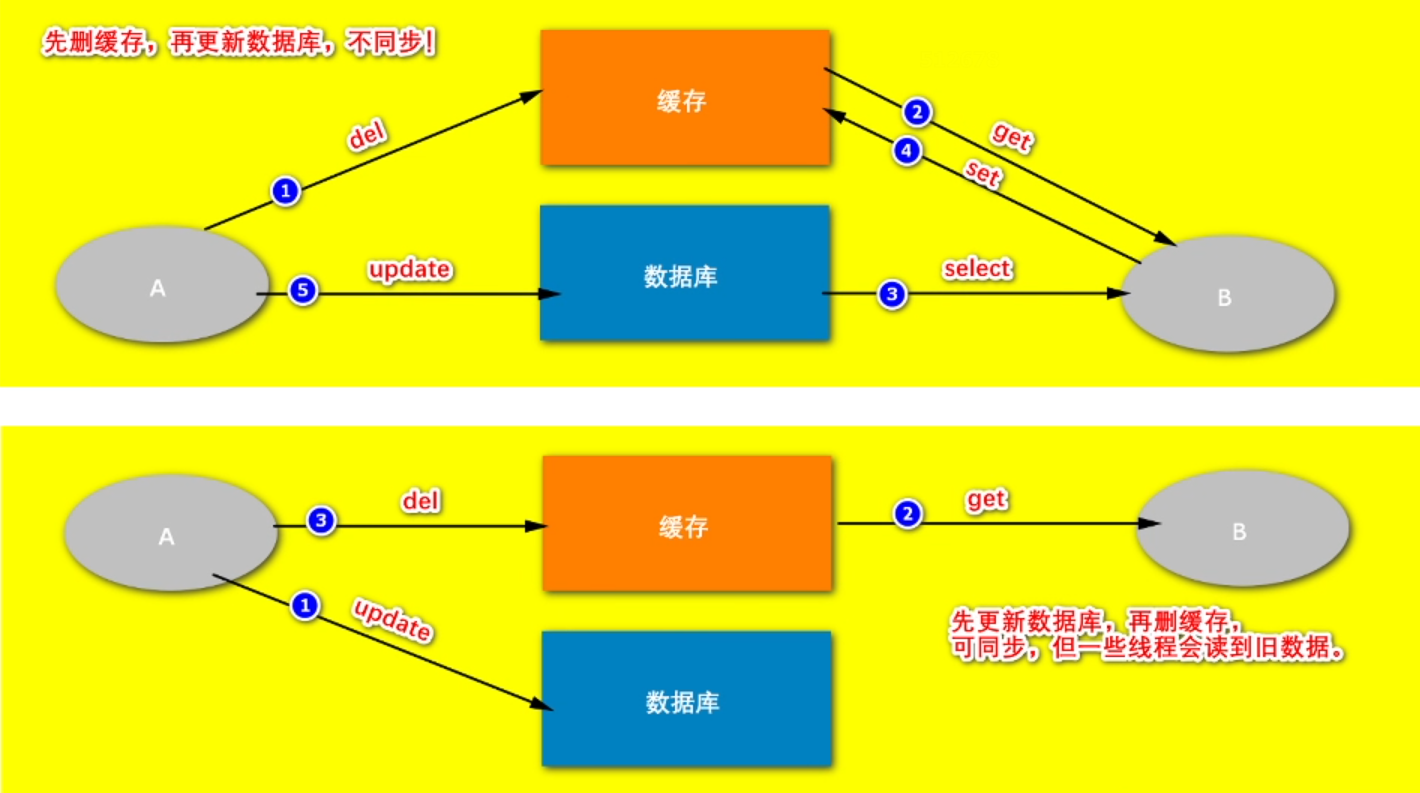 先删缓存，再更新数据库，不同步！
缓存
2
get
4
set
del
1
数据库
update
5
A
select
3
B
缓存
del
3
A
get
2
B
1
update
先更新数据库，再删缓存，
可同步，但一些线程会读到旧数据。
数据库